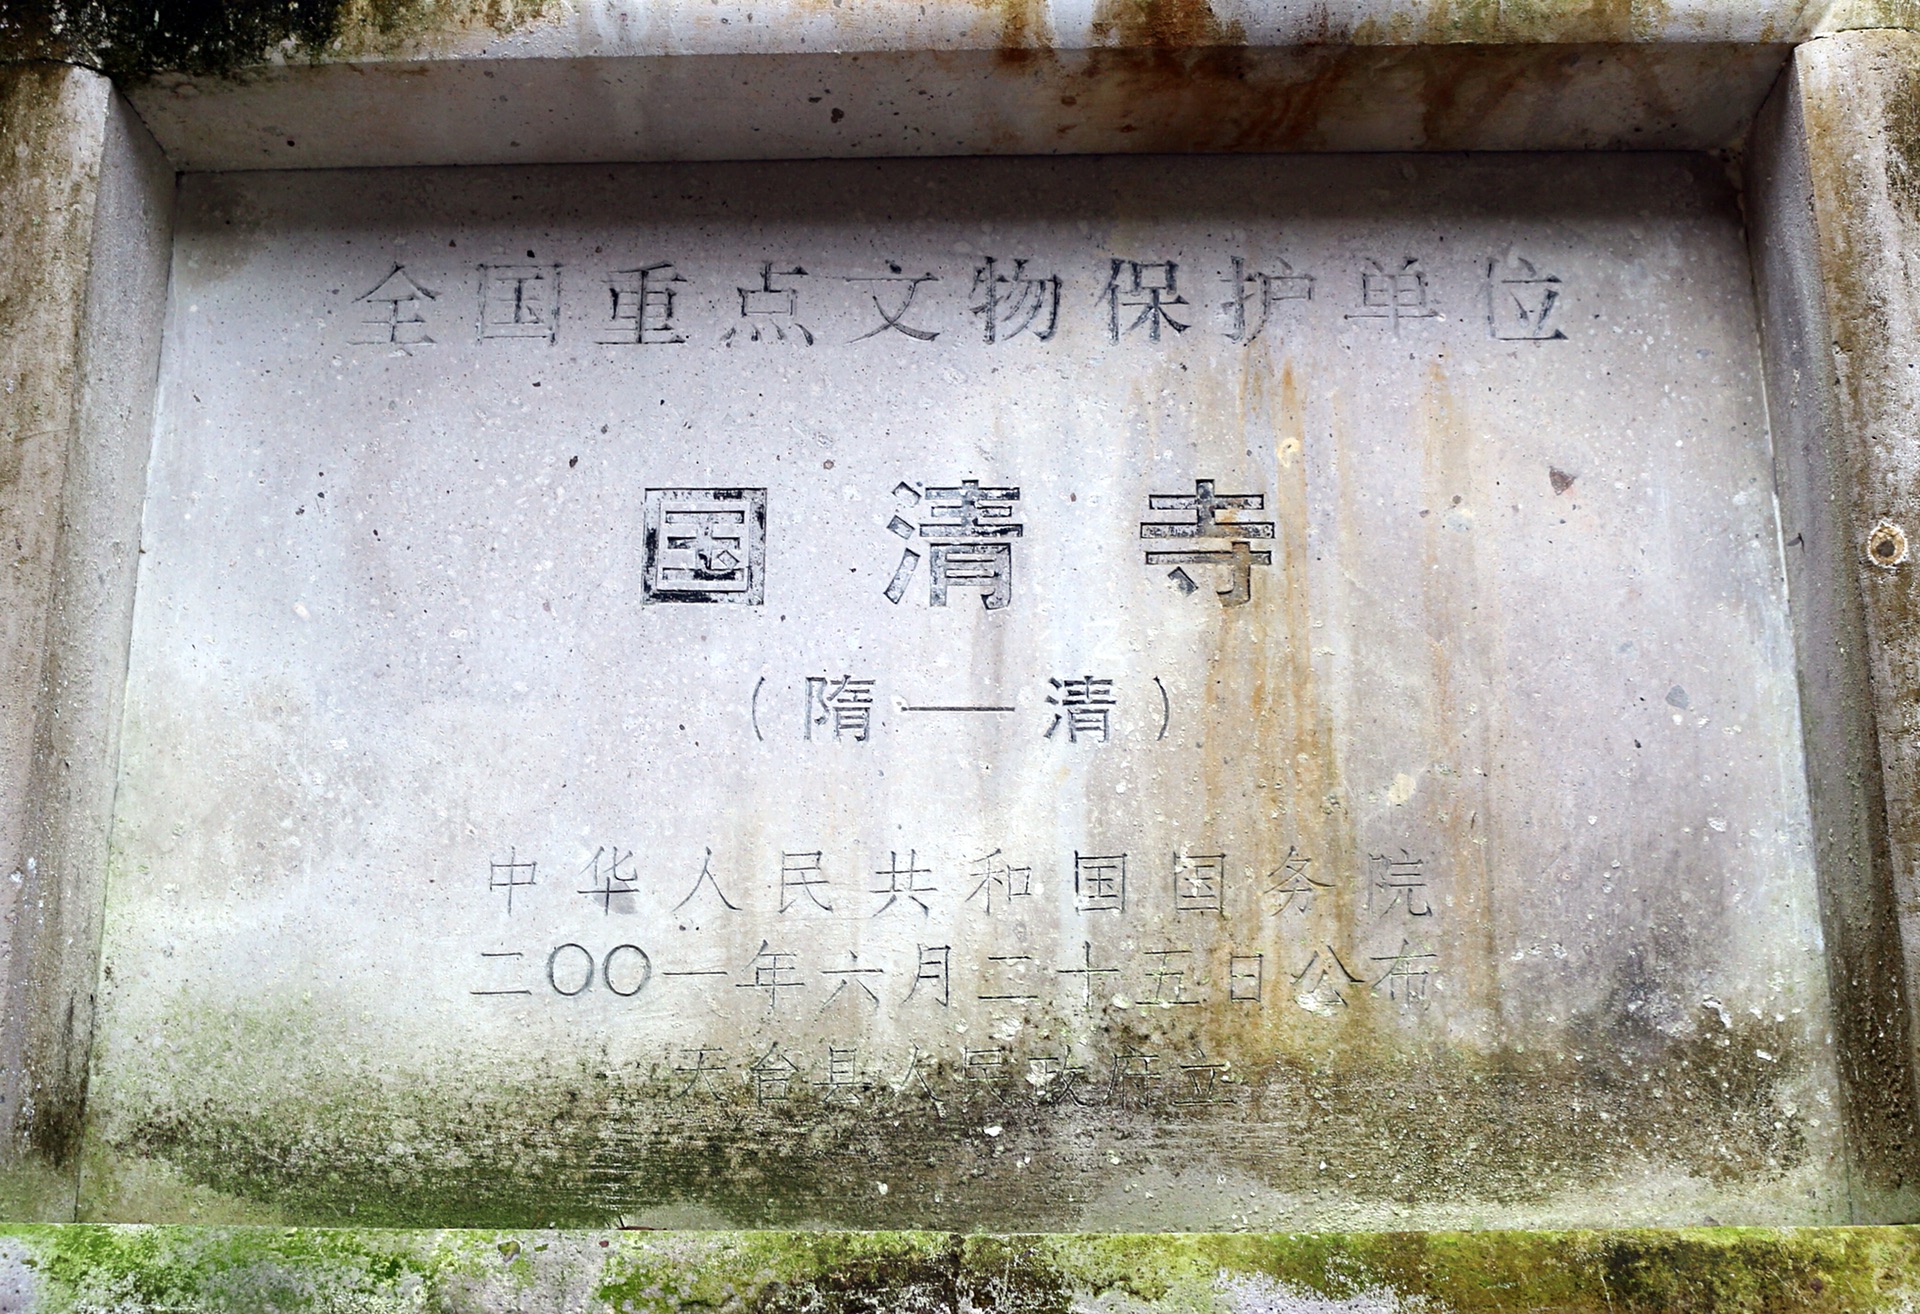 全国重点文物保护单位
国清寺
（隋——清）
中华人民共和国国务院
二〇〇一年六月二十五日公布
天台县人民政府立